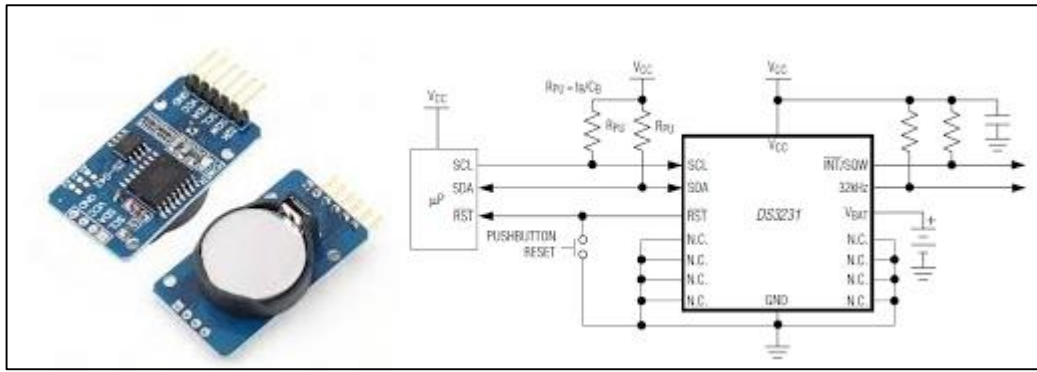 V_CC
V_CC
V_CC
R_PU = t_R/C_B
R_PU
R_PU
V_CC
SCL
SCL
INT/SQW
SDA
SDA
32kHz
µP
RST
RST
DS3231
V_BAT
PUSHBUTTON
RESET
N.C.
N.C.
N.C.
N.C.
N.C.
N.C.
N.C.
N.C.
GND